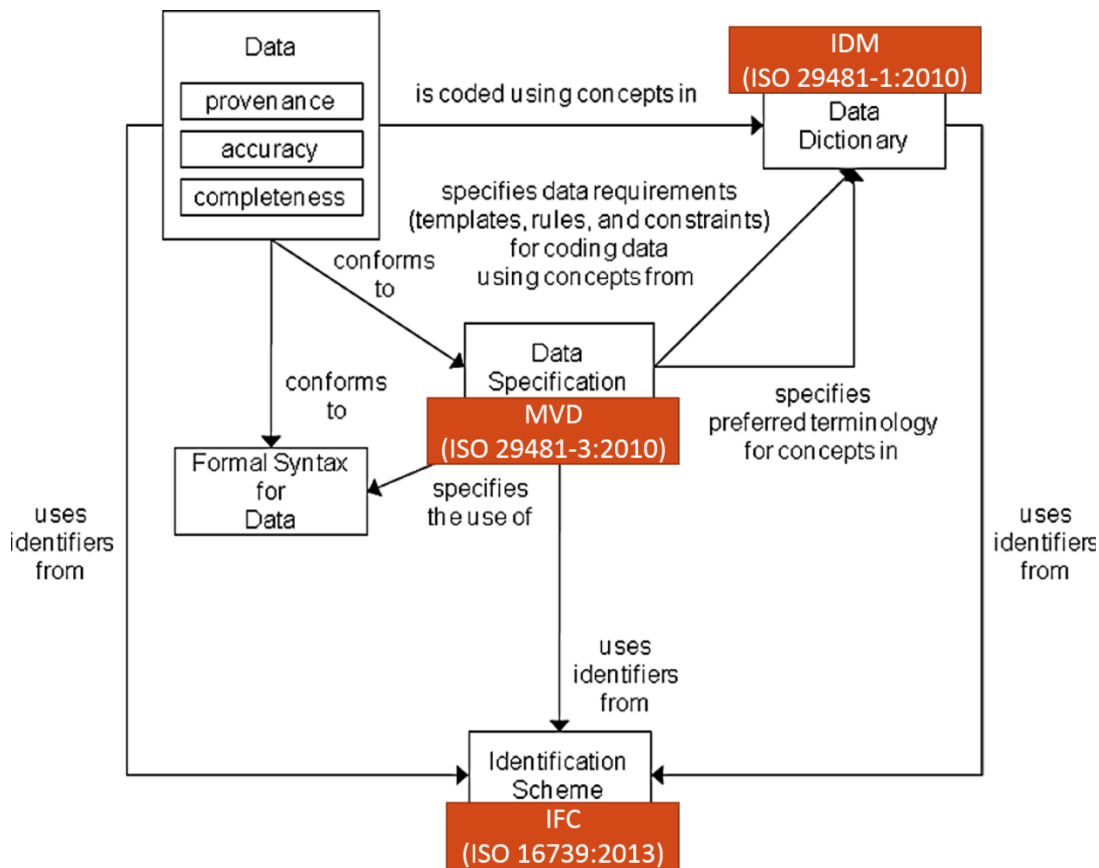 Data
provenance
accuracy
completeness
is coded using concepts in
IDM
(ISO 29481-1:2010)
Data
Dictionary
specifies data requirements
(templates, rules, and constraints)
for coding data
using concepts from
conforms
to
Data
Specification
MVD
(ISO 29481-3:2010)
conforms
to
specifies
preferred terminology
for concepts in
Formal Syntax
for
Data
specifies
the use of
uses
identifiers
from
uses
identifiers
from
uses
identifiers
from
Identification
Scheme
IFC
(ISO 16739:2013)